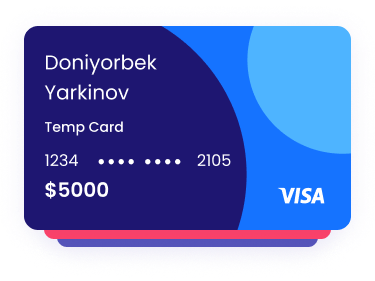 Doniyorbek
Yarkinov
Temp Card
1234 •••• •••• 2105
$5000
VISA